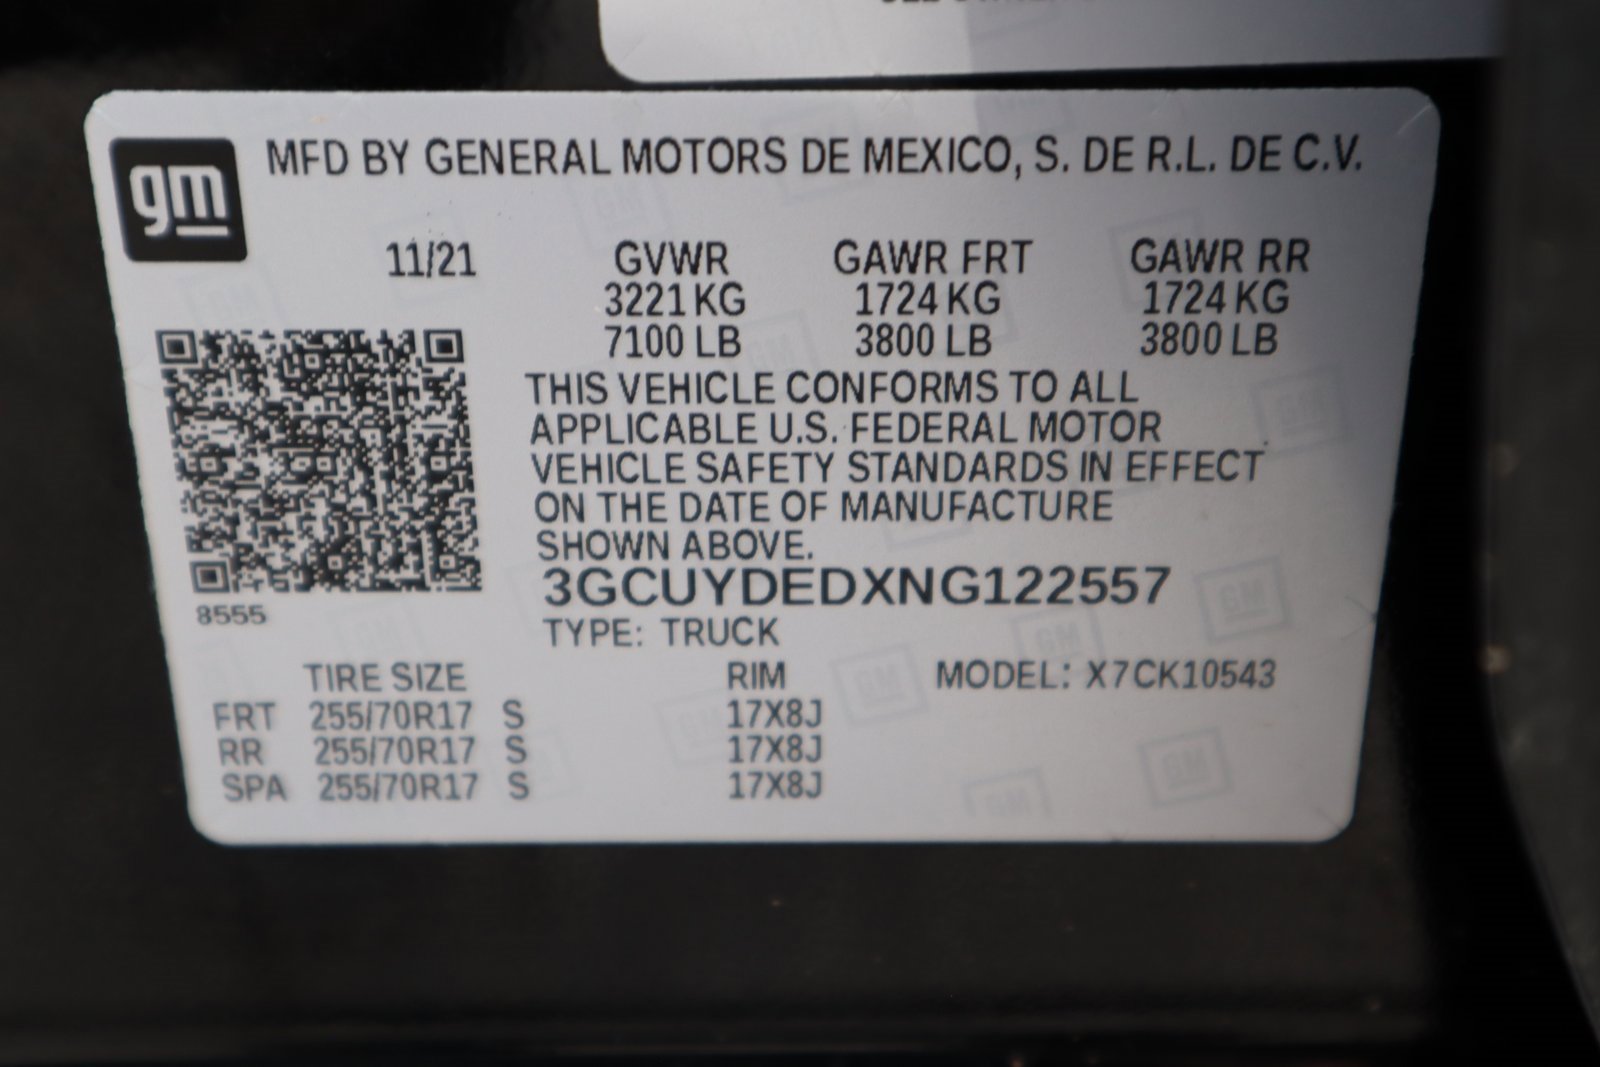 gm
MFD BY GENERAL MOTORS DE MEXICO, S. DE R.L. DE C.V.
11/21 GVWR GAWR FRT GAWR RR
3221 KG 1724 KG 1724 KG
7100 LB 3800 LB 3800 LB
THIS VEHICLE CONFORMS TO ALL
APPLICABLE U.S. FEDERAL MOTOR
VEHICLE SAFETY STANDARDS IN EFFECT
ON THE DATE OF MANUFACTURE
SHOWN ABOVE.
3GCUYDEDXNG122557
8555
TYPE: TRUCK
TIRE SIZE RIM MODEL: X7CK10543
FRT 255/70R17 S 17X8J
RR 255/70R17 S 17X8J
SPA 255/70R17 S 17X8J